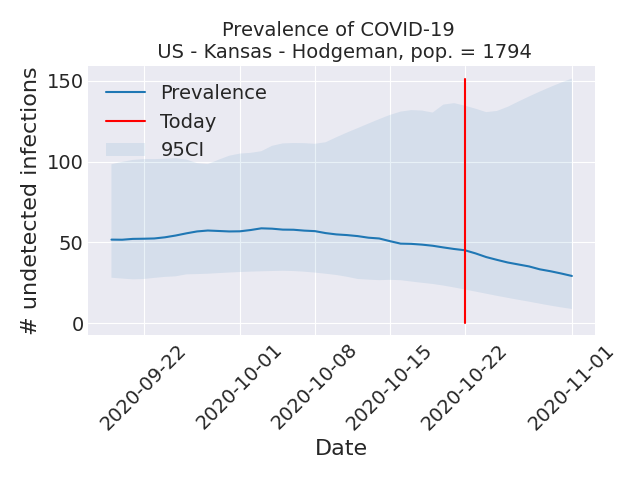 Prevalence of COVID-19
US - Kansas - Hodgeman, pop. = 1794
# undetected infections
150
100
50
0
Prevalence
Today
95CI
2020-09-22
2020-10-01
2020-10-08
2020-10-15
2020-10-22
2020-11-01
Date